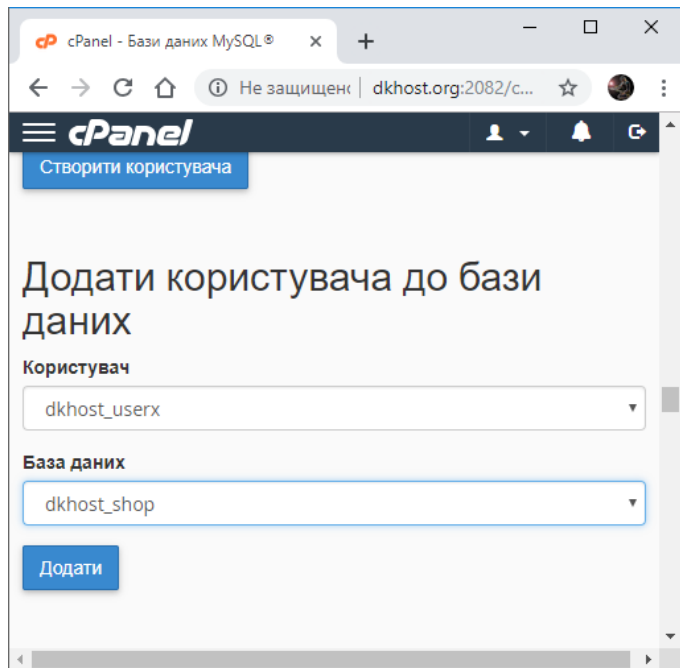 cPanel - Бази даних MySQL®
Не защищено dkhost.org:2082/c...
cPanel
Створити користувача
Додати користувача до бази
даних
Користувач
dkhost_userx
База даних
dkhost_shop
Додати